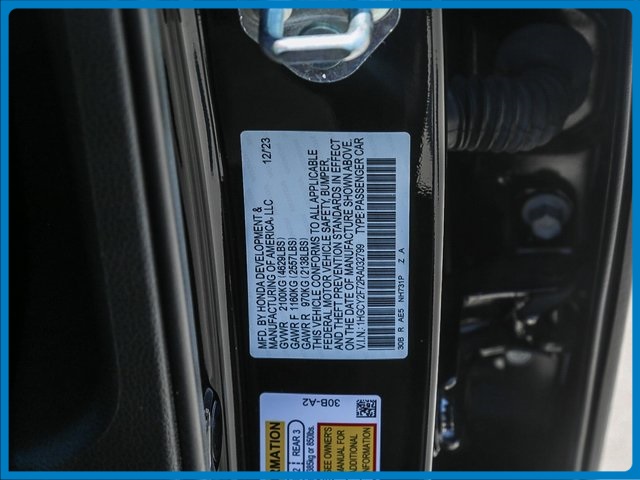 MFD. BY HONDA DEVELOPMENT &
MANUFACTURING OF AMERICA, LLC 12/23
GVWR 2100KG (4629LBS)
GAWR F 1160KG (2557LBS)
GAWR R 970KG (2138LBS)
THIS VEHICLE CONFORMS TO ALL APPLICABLE
FEDERAL MOTOR VEHICLE SAFETY, BUMPER,
AND THEFT PREVENTION STANDARDS IN EFFECT
ON THE DATE OF MANUFACTURE SHOWN ABOVE.
V.I.N.: 1HGCY2F72RA032799 TYPE:PASSENGER CAR
30B R AE5 NH731P Z A
30B-A2
REAR 3
385kg or 850lbs.
SEE OWNER'S
MANUAL FOR
ADDITIONAL